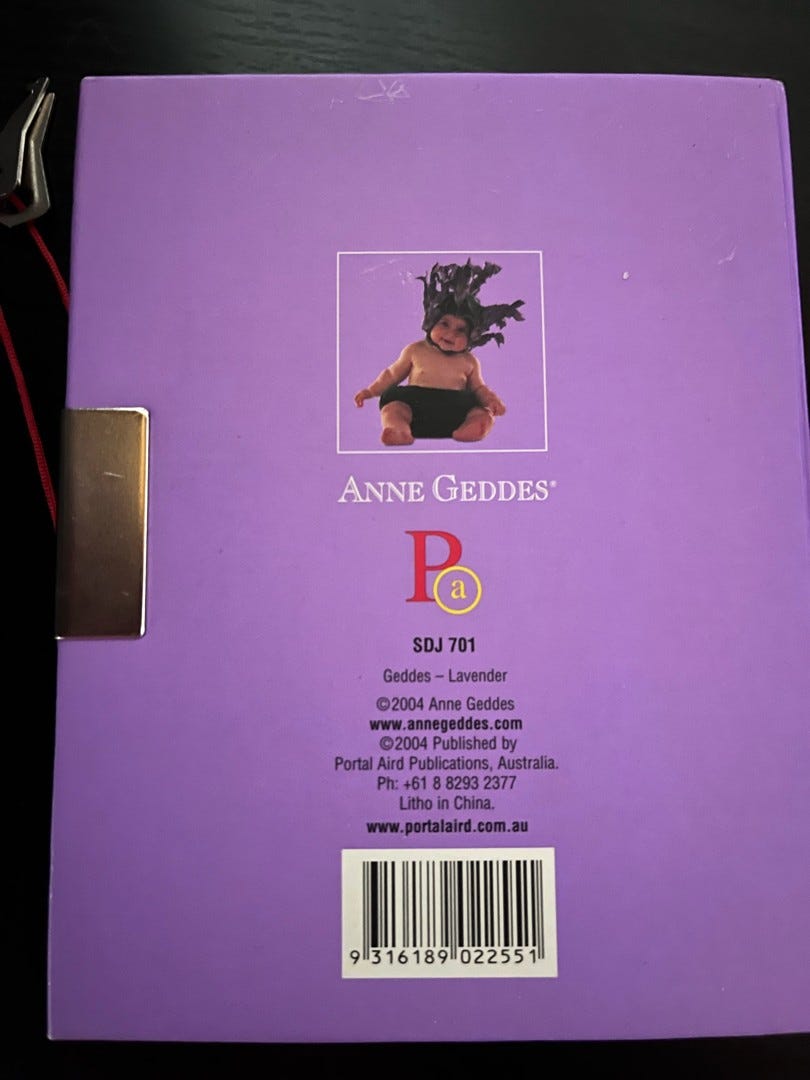 ANNE GEDDES®
Pa
SDJ 701
Geddes – Lavender
©2004 Anne Geddes
www.annegeddes.com
©2004 Published by
Portal Aird Publications, Australia.
Ph: +61 8 8293 2377
Litho in China.
www.portalaird.com.au
9 316189 022551